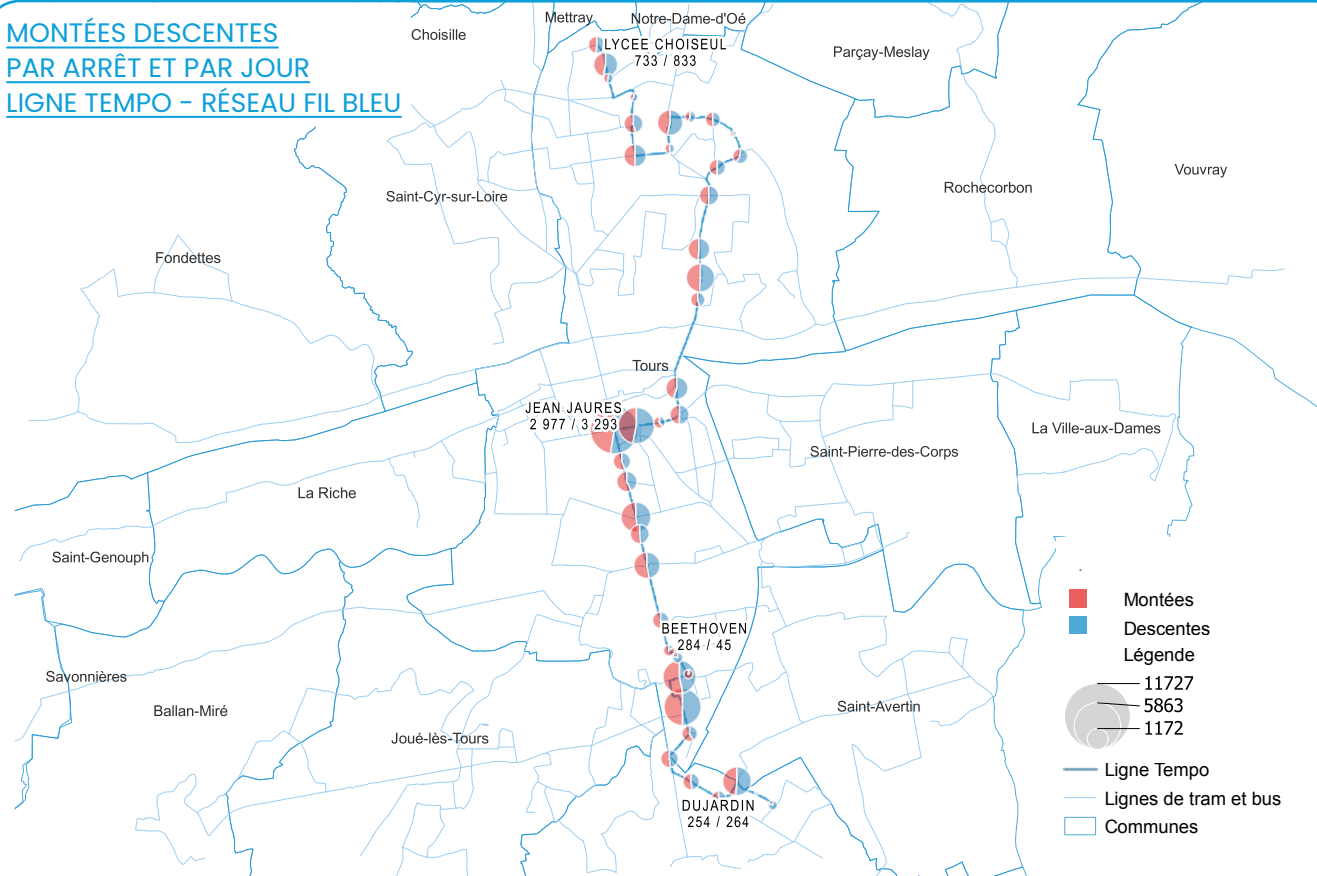 MONTÉES DESCENTES
PAR ARRÊT ET PAR JOUR
LIGNE TEMPO - RÉSEAU FIL BLEU
Choisille
Mettray
Notre-Dame-d'Oé
Parçay-Meslay
LYCEE CHOISEUL
733 / 833
Vouvray
Rochecorbon
Saint-Cyr-sur-Loire
Fondettes
Tours
JEAN JAURES
2 977 / 3 293
La Ville-aux-Dames
Saint-Pierre-des-Corps
La Riche
Saint-Genouph
BEETHOVEN
284 / 45
Savonnières
Ballan-Miré
Joué-lès-Tours
Saint-Avertin
DUJARDIN
254 / 264
Montées
Descentes
Légende
11727
5863
1172
Ligne Tempo
Lignes de tram et bus
Communes